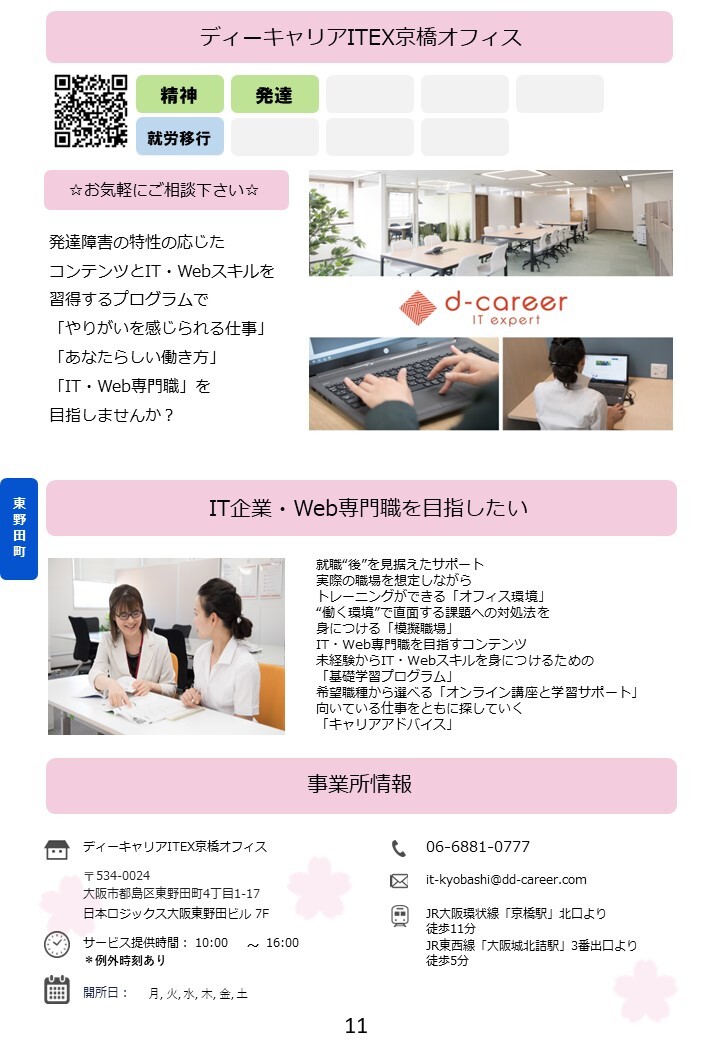 ディーキャリアITEX京橋オフィス
精神
発達
就労移行
☆お気軽にご相談下さい☆
発達障害の特性の応じた
コンテンツとIT・Webスキルを
習得するプログラムで
「やりがいを感じられる仕事」
「あなたらしい働き方」
「IT・Web専門職」を
目指しませんか？
d-career
IT expert
東野田町
IT企業・Web専門職を目指したい
就職“後”を見据えたサポート
実際の職場を想定しながら
トレーニングができる「オフィス環境」
“働く環境”で直面する課題への対処法を
身につける「模擬職場」
IT・Web専門職を目指すコンテンツ
未経験からIT・Webスキルを身につけるための
「基礎学習プログラム」
希望職種から選べる「オンライン講座と学習サポート」
向いている仕事をともに探していく
「キャリアアドバイス」
事業所情報
ディーキャリアITEX京橋オフィス
〒534-0024
大阪市都島区東野田町4丁目1-17
日本ロジックス大阪東野田ビル 7F
サービス提供時間： 10:00 ～ 16:00
＊例外時刻あり
開所日： 月, 火, 水, 木, 金, 土
06-6881-0777
it-kyobashi@dd-career.com
JR大阪環状線「京橋駅」北口より
徒歩11分
JR東西線「大阪城北詰駅」3番出口より
徒歩5分
11